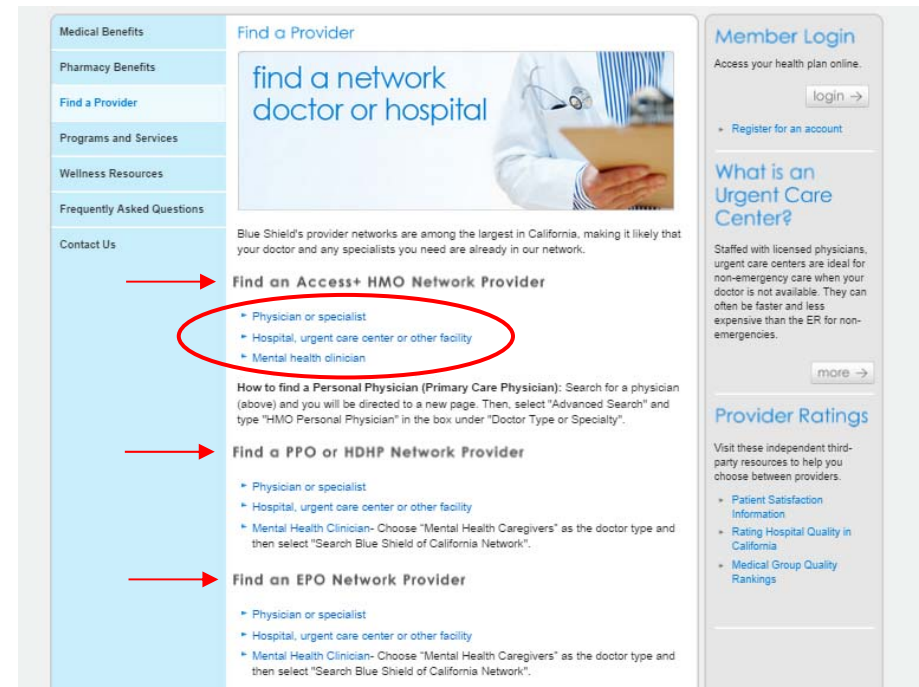 Medical Benefits
Pharmacy Benefits
Find a Provider
Programs and Services
Wellness Resources
Frequently Asked Questions
Contact Us
Find a Provider
find a network
doctor or hospital
Blue Shield's provider networks are among the largest in California, making it likely that
your doctor and any specialists you need are already in our network.
Find an Access+ HMO Network Provider
Physician or specialist
Hospital, urgent care center or other facility
Mental health clinician
How to find a Personal Physician (Primary Care Physician): Search for a physician
(above) and you will be directed to a new page. Then, select "Advanced Search" and
type "HMO Personal Physician" in the box under "Doctor Type or Specialty".
Find a PPO or HDHP Network Provider
Physician or specialist
Hospital, urgent care center or other facility
Mental Health Clinician- Choose "Mental Health Caregivers" as the doctor type and
then select "Search Blue Shield of California Network".
Find an EPO Network Provider
Physician or specialist
Hospital, urgent care center or other facility
Mental Health Clinician- Choose "Mental Health Caregivers" as the doctor type and
then select "Search Blue Shield of California Network".
Member Login
Access your health plan online.
login →
Register for an account
What is an
Urgent Care
Center?
Staffed with licensed physicians,
urgent care centers are ideal for
non-emergency care when your
doctor is not available. They can
often be faster and less
expensive than the ER for non-
emergencies.
more →
Provider Ratings
Visit these independent third-
party resources to help you
choose between providers.
Patient Satisfaction
Information
Rating Hospital Quality in
California
Medical Group Quality
Rankings